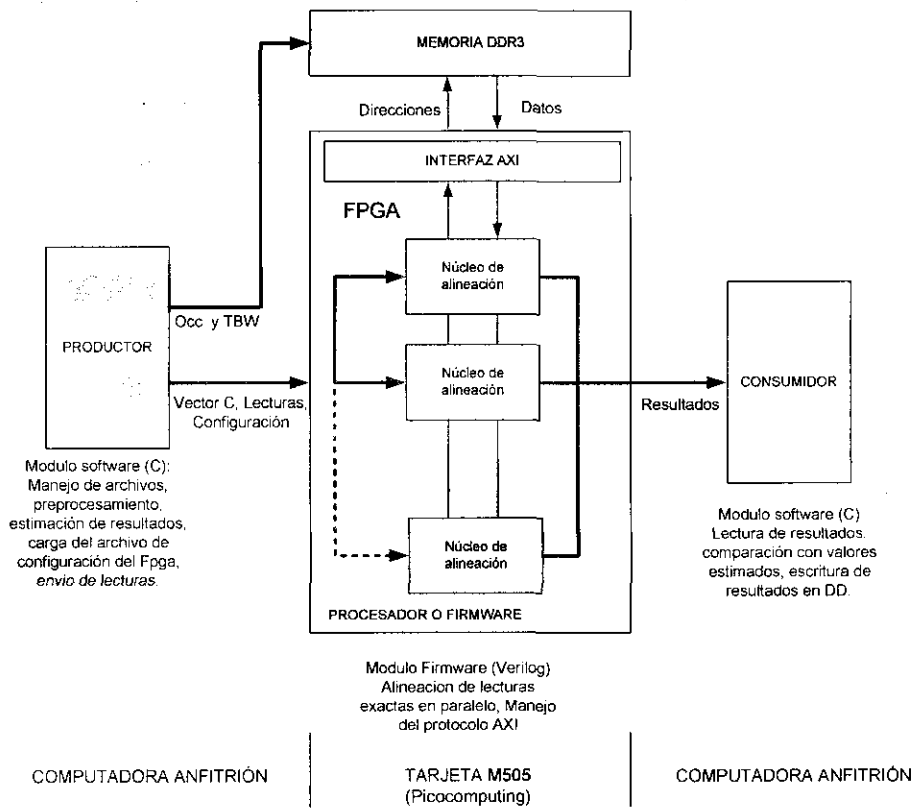 MEMORIA DDR3
Direcciones
Datos
INTERFAZ AXI
FPGA
Núcleo de
alineación
Occ y TBW
PRODUCTOR
Núcleo de
alineación
CONSUMIDOR
Vector C, Lecturas,
Configuración
Resultados
Modulo software (C):
Manejo de archivos,
preprocesamiento,
estimación de resultados,
carga del archivo de
configuración del Fpga,
envio de lecturas.
Núcleo de
alineación
PROCESADOR O FIRMWARE
Modulo software (C)
Lectura de resultados.
comparación con valores
estimados, escritura de
resultados en DD.
Modulo Firmware (Verilog)
Alineacion de lecturas
exactas en paralelo, Manejo
del protocolo AXI
COMPUTADORA ANFITRIÓN
TARJETA M505
(Picocomputing)
COMPUTADORA ANFITRIÓN